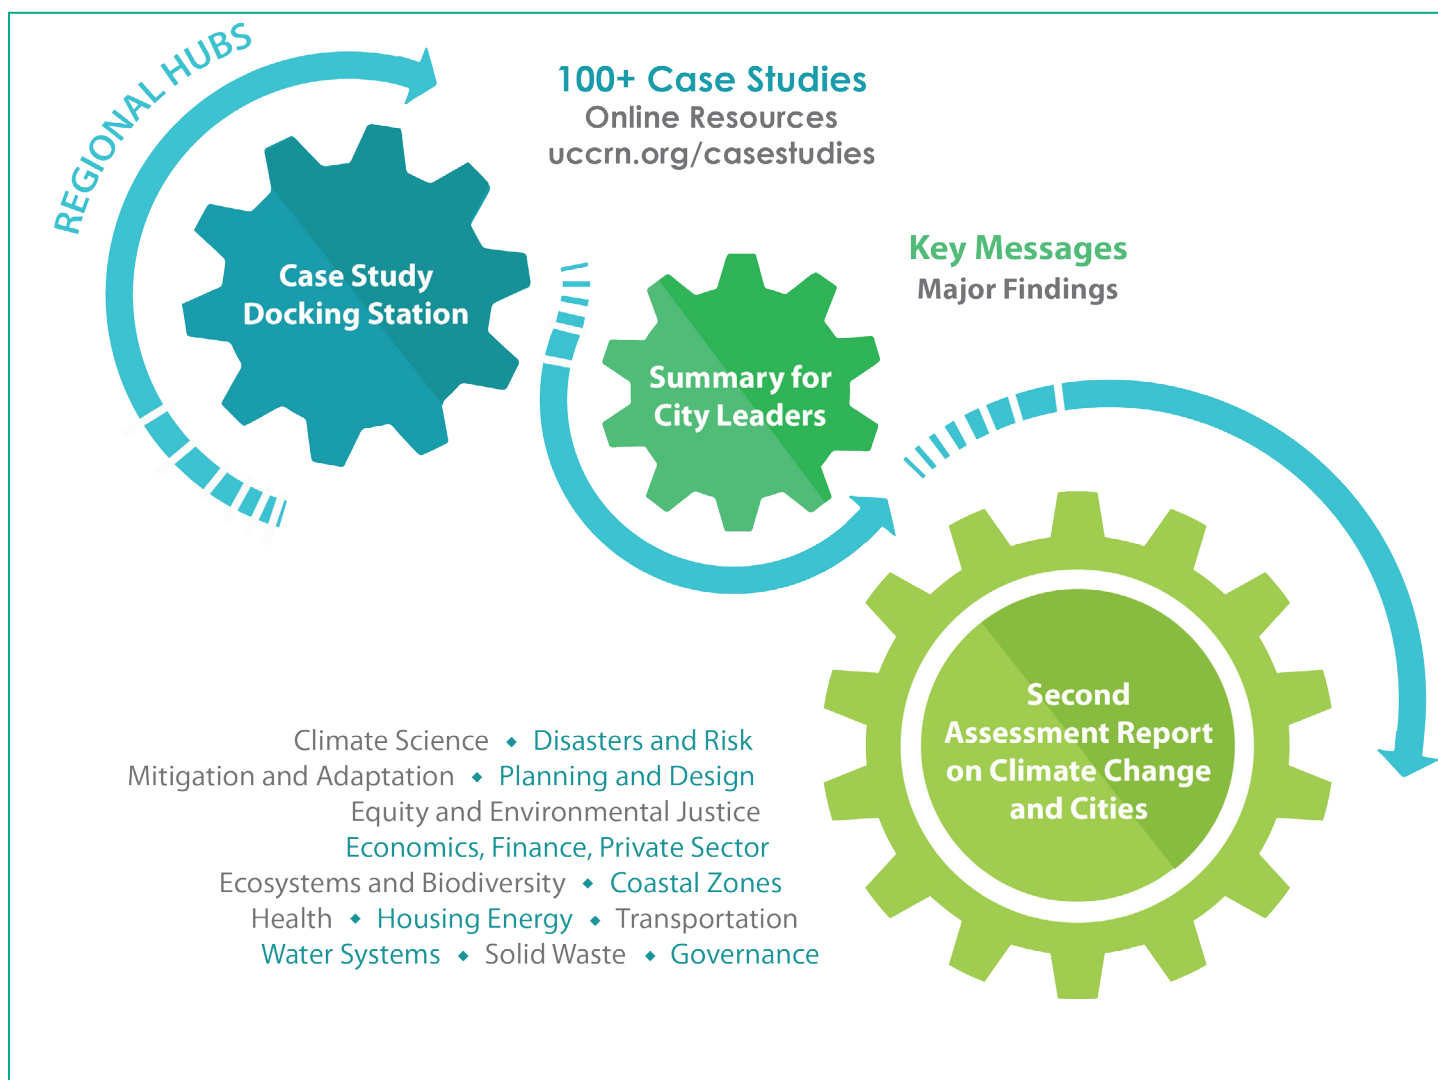 REGIONAL HUBS
100+ Case Studies
Online Resources
uccrn.org/casestudies
Case Study
Docking Station
Key Messages
Major Findings
Summary for
City Leaders
Second
Assessment Report
on Climate Change
and Cities
Climate Science ◆ Disasters and Risk
Mitigation and Adaptation ◆ Planning and Design
Equity and Environmental Justice
Economics, Finance, Private Sector
Ecosystems and Biodiversity ◆ Coastal Zones
Health ◆ Housing Energy ◆ Transportation
Water Systems ◆ Solid Waste ◆ Governance